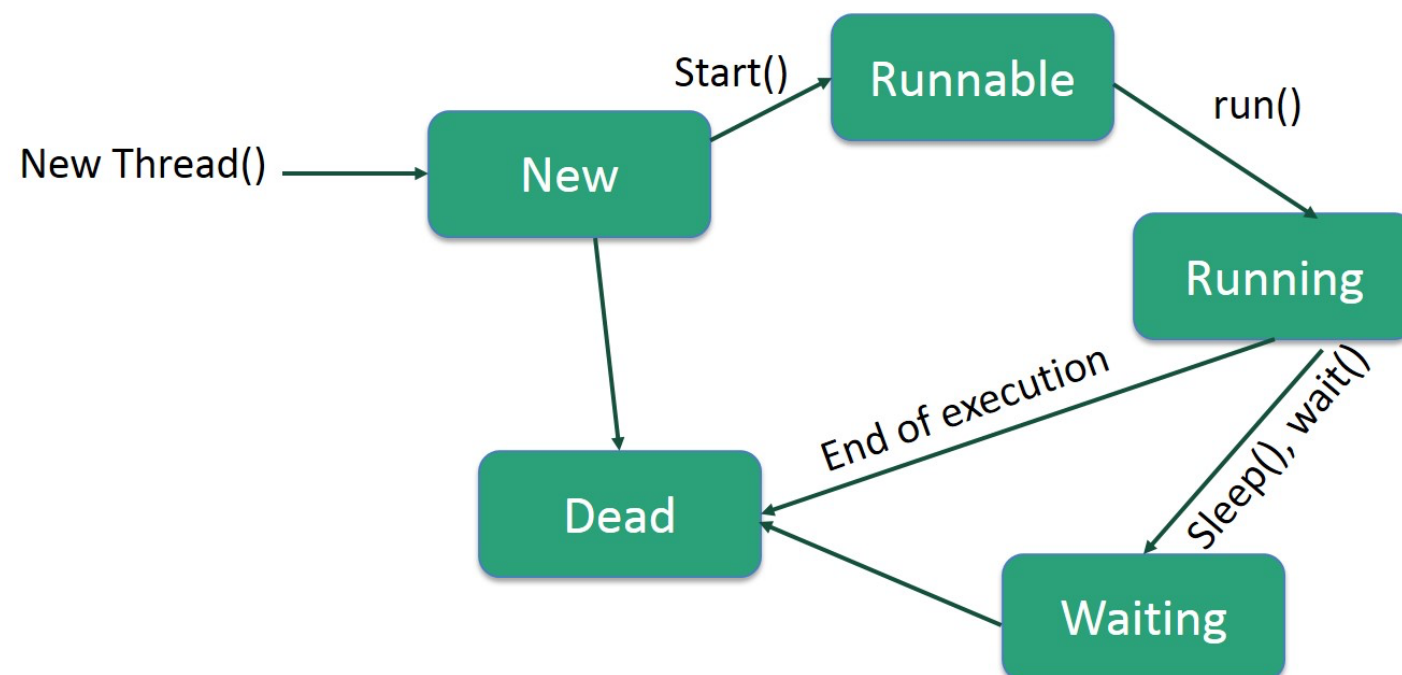 Start()
Runnable
run()
New Thread()
New
Running
End of execution
Sleep(), wait()
Dead
Waiting